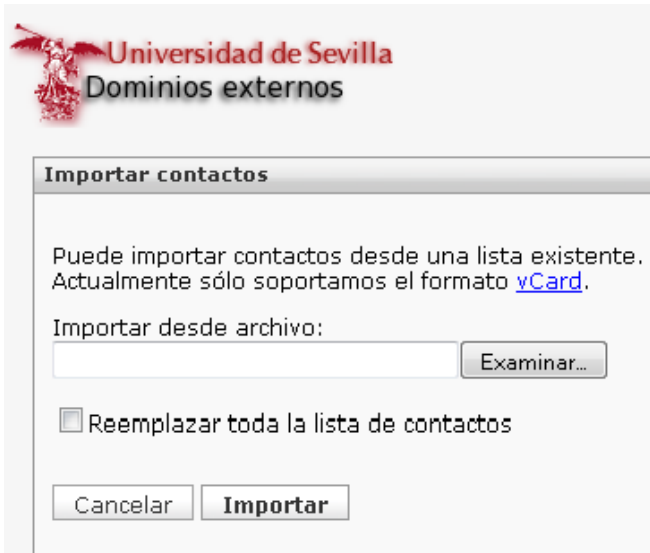 Universidad de Sevilla
Dominios externos
Importar contactos
Puede importar contactos desde una lista existente.
Actualmente sólo soportamos el formato vCard.
Importar desde archivo:
Examinar...
Reemplazar toda la lista de contactos
Cancelar Importar